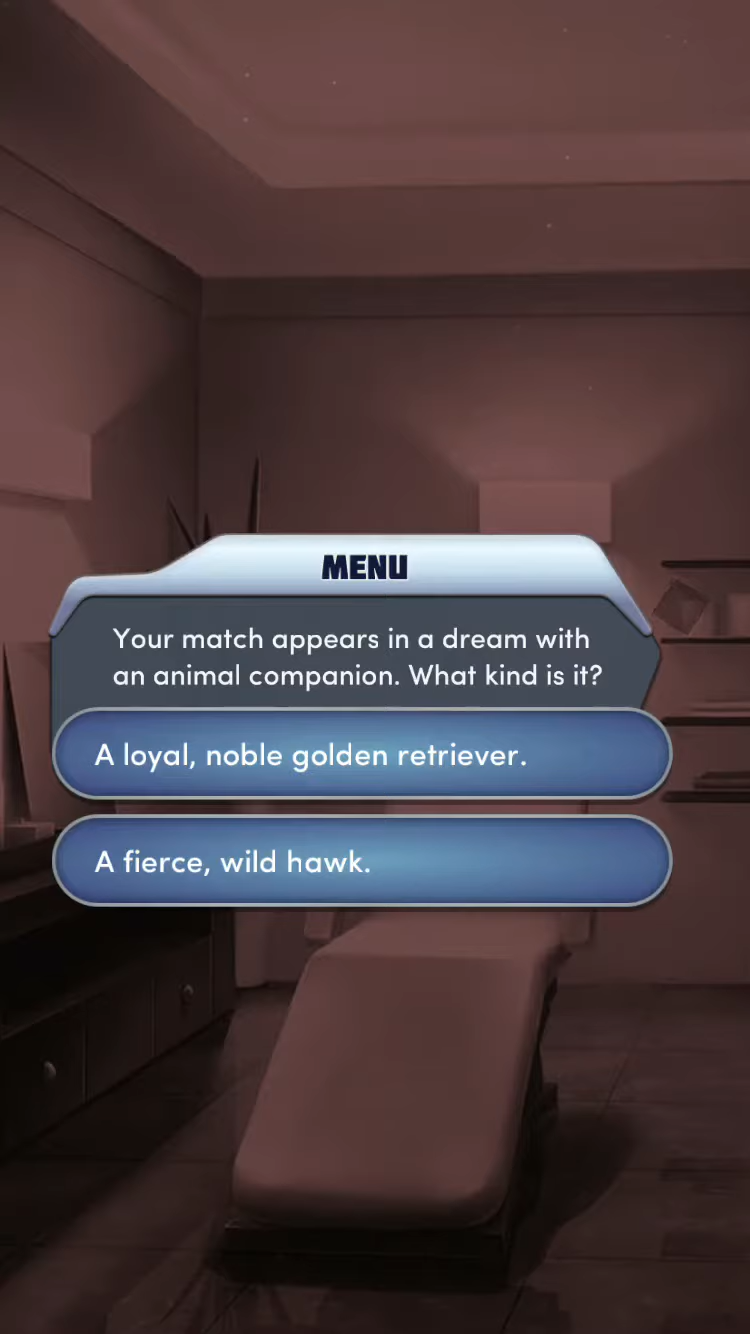 MENU
Your match appears in a dream with
an animal companion. What kind is it?
A loyal, noble golden retriever.
A fierce, wild hawk.